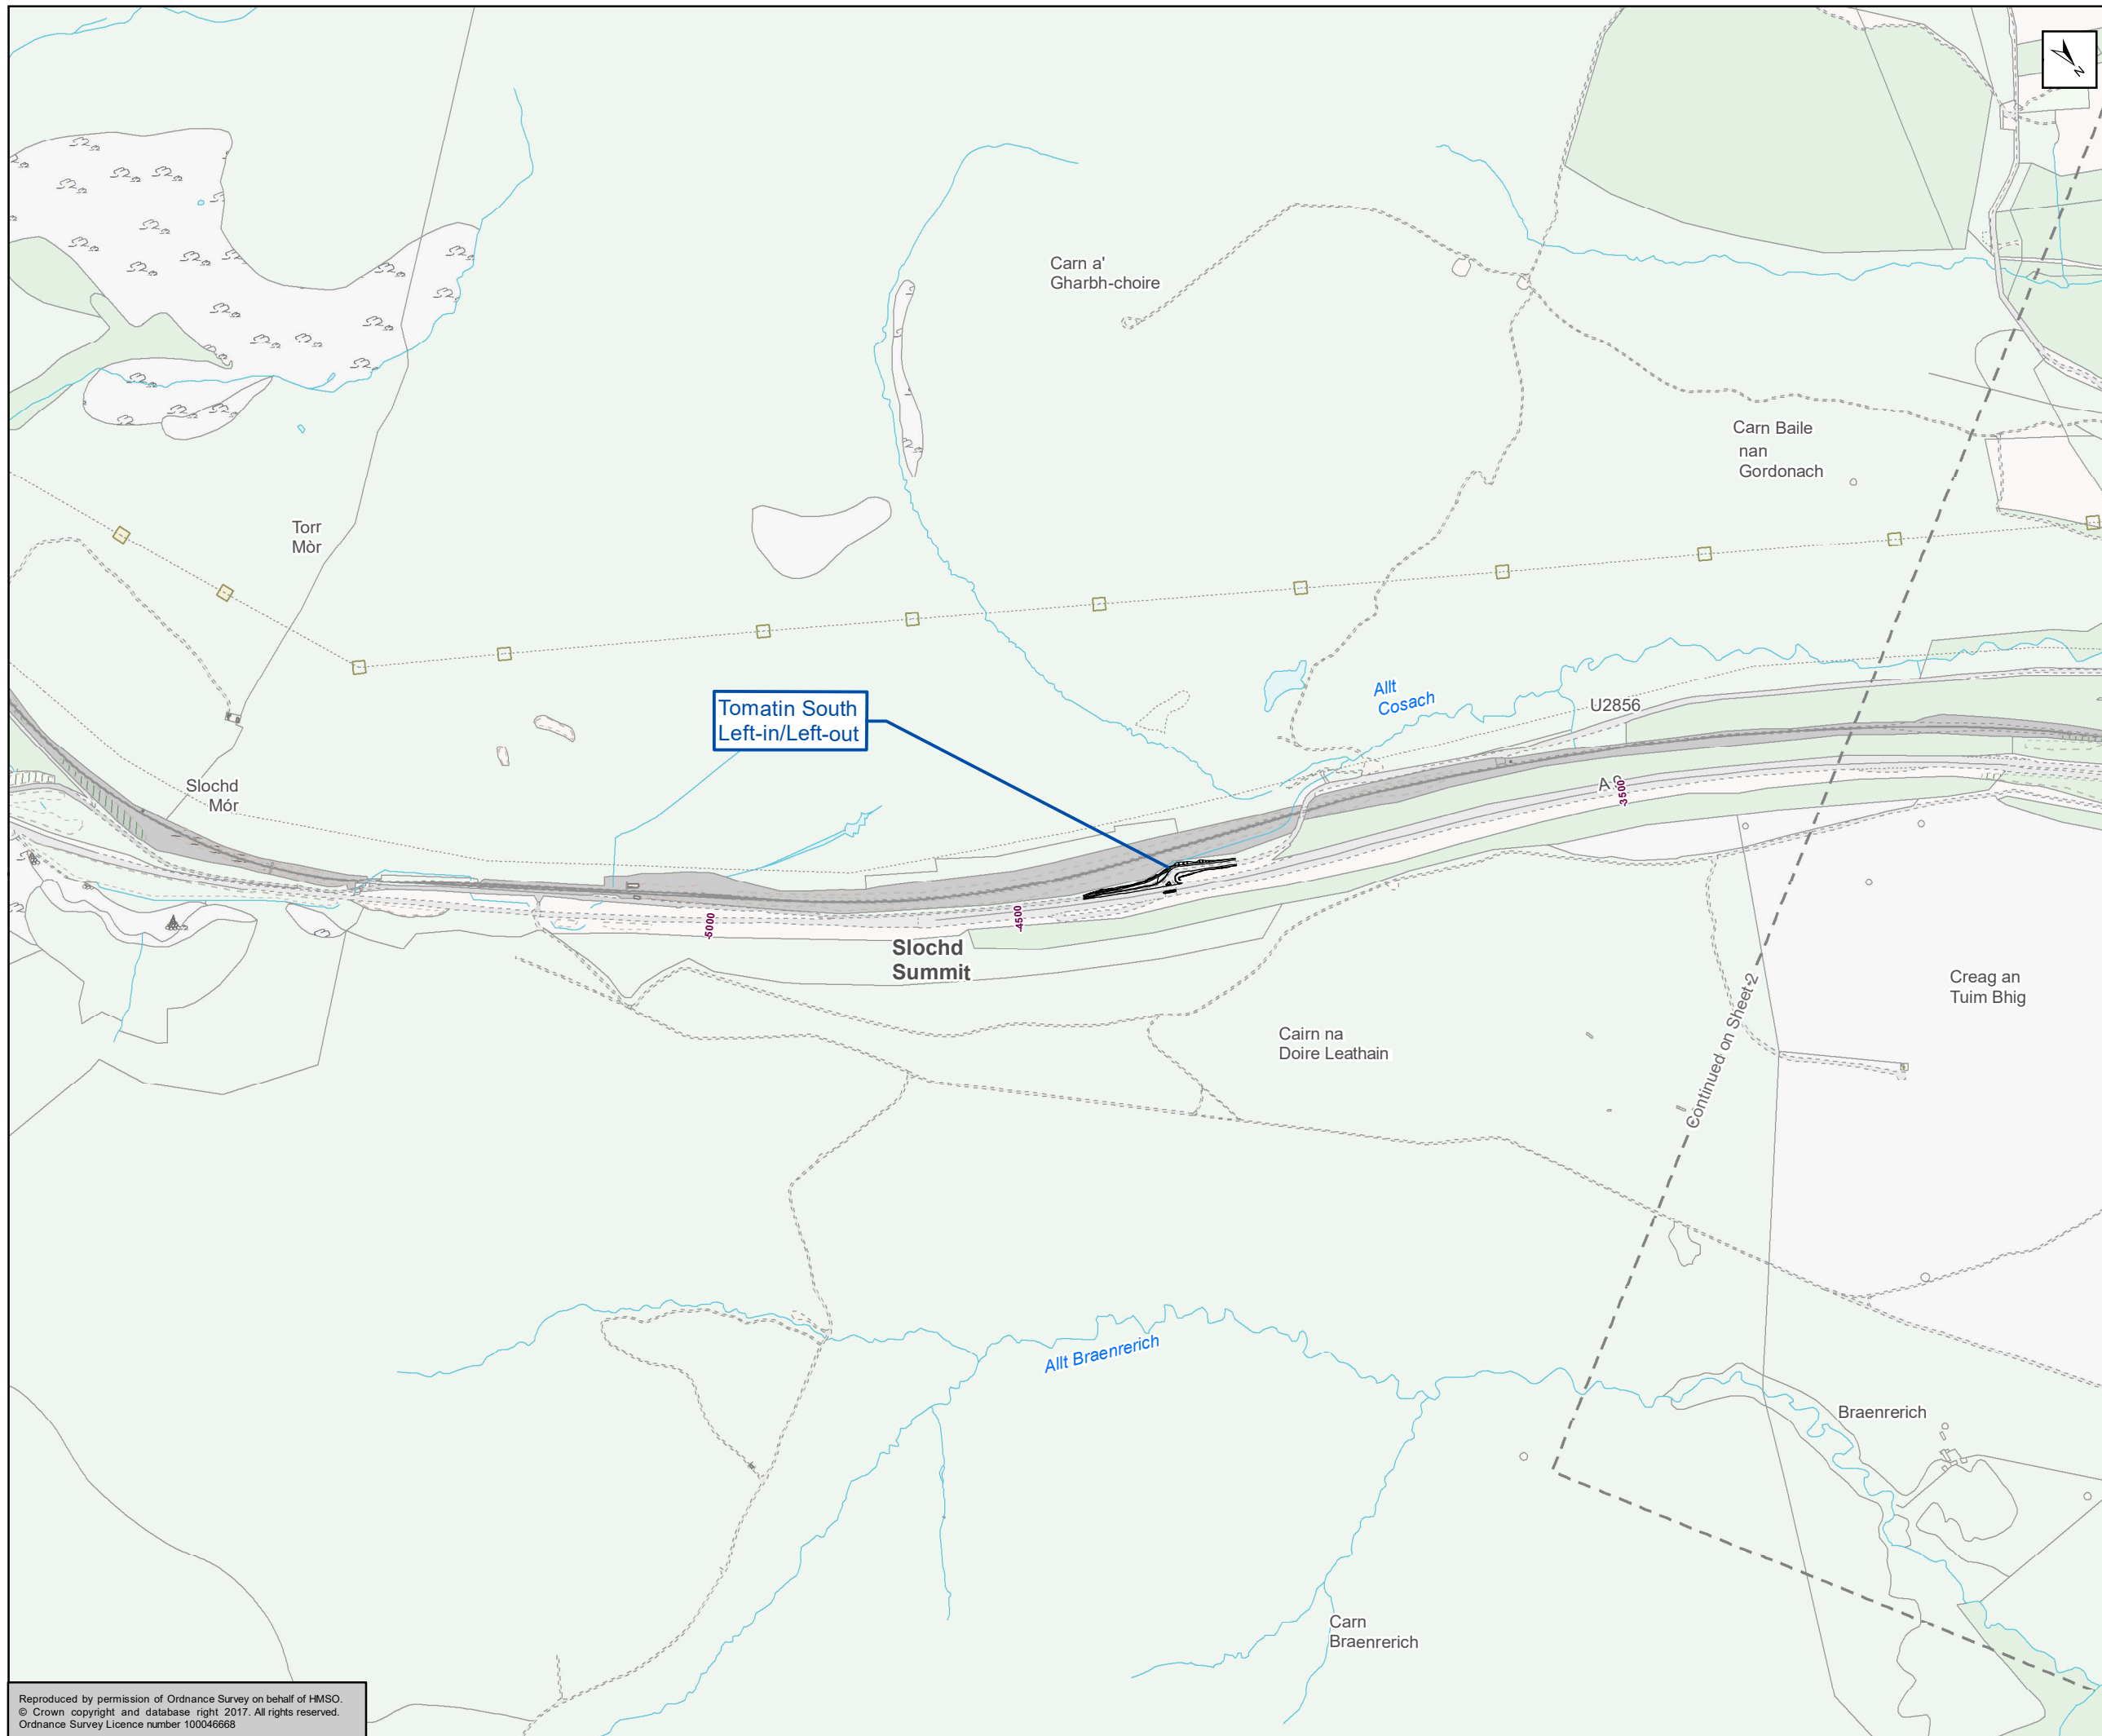 N
Carn a'
Gharbh-choire
Carn Baile
nan
Gordonach
Torr
Mòr
Allt
Cosach
U2856
Tomatin South
Left-in/Left-out
Slochd
Mór
A 9
-3500
-5000
-4500
Slochd
Summit
Creag an
Tuim Bhig
Continued on Sheet 2
Cairn na
Doire Leathain
Allt Braenrerich
Braenrerich
Carn
Braenrerich
Reproduced by permission of Ordnance Survey on behalf of HMSO.
© Crown copyright and database right 2017. All rights reserved.
Ordnance Survey Licence number 100046668